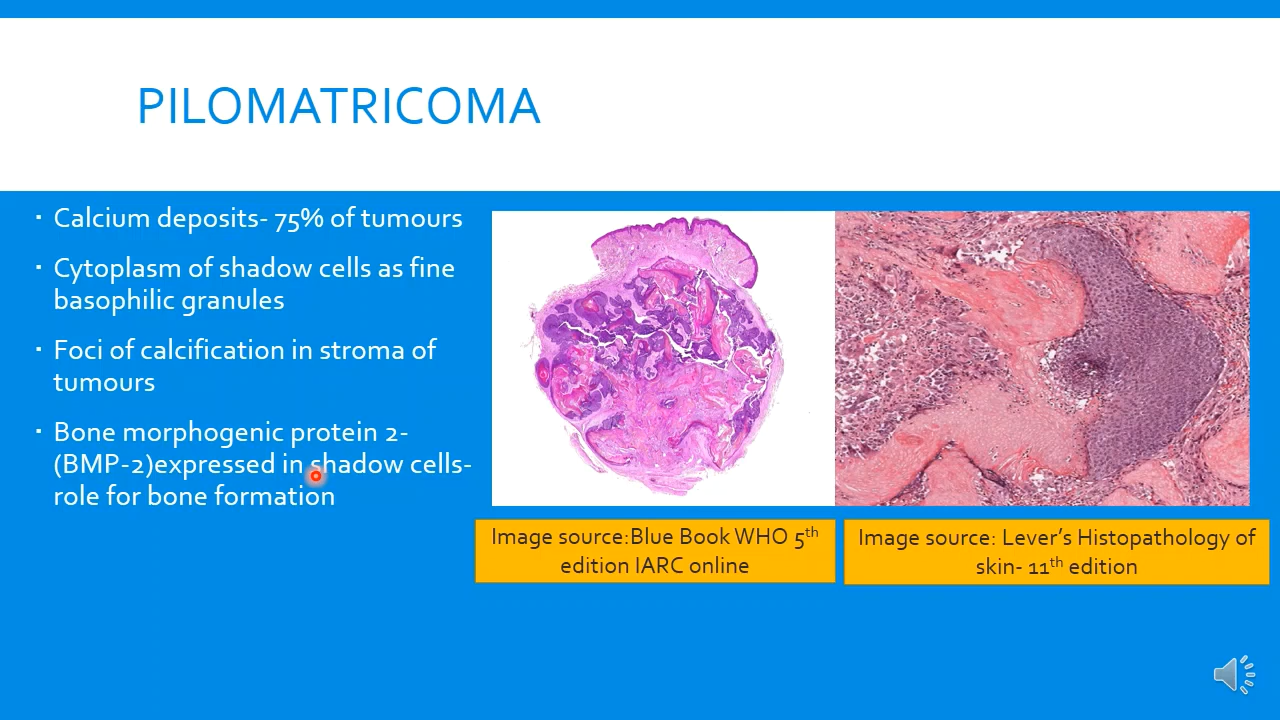 PILOMATRICOMA
▪ Calcium deposits- 75% of tumours
▪ Cytoplasm of shadow cells as fine
basophilic granules
▪ Foci of calcification in stroma of
tumours
▪ Bone morphogenic protein 2-
(BMP-2)expressed in shadow cells-
role for bone formation
Image source:Blue Book WHO 5th
edition IARC online
Image source: Lever’s Histopathology of
skin- 11th edition